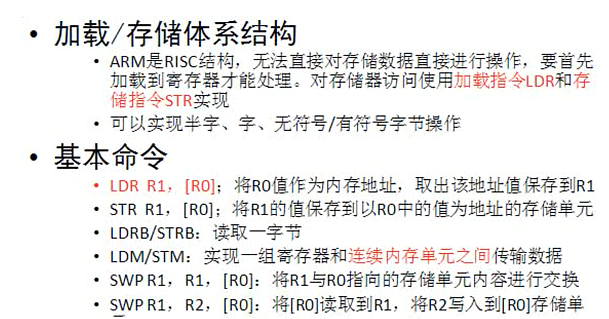 • 加载/存储体系结构
• ARM是RISC结构，无法直接对存储数据直接进行操作，要首先
加载到寄存器才能处理。对存储器访问使用加载指令LDR和存
储指令STR实现
• 可以实现半字、字、无符号/有符号字节操作
• 基本命令
• LDR R1，[R0]；将R0值作为内存地址，取出该地址值保存到R1
• STR R1，[R0]；将R1的值保存到以R0中的值为地址的存储单元
• LDRB/STRB：读取一字节
• LDM/STM：实现一组寄存器和连续内存单元之间传输数据
• SWP R1，R1，[R0]：将R1与R0指向的存储单元内容进行交换
• SWP R1，R2，[R0]：将[R0]读取到R1，将R2写入到[R0]存储单